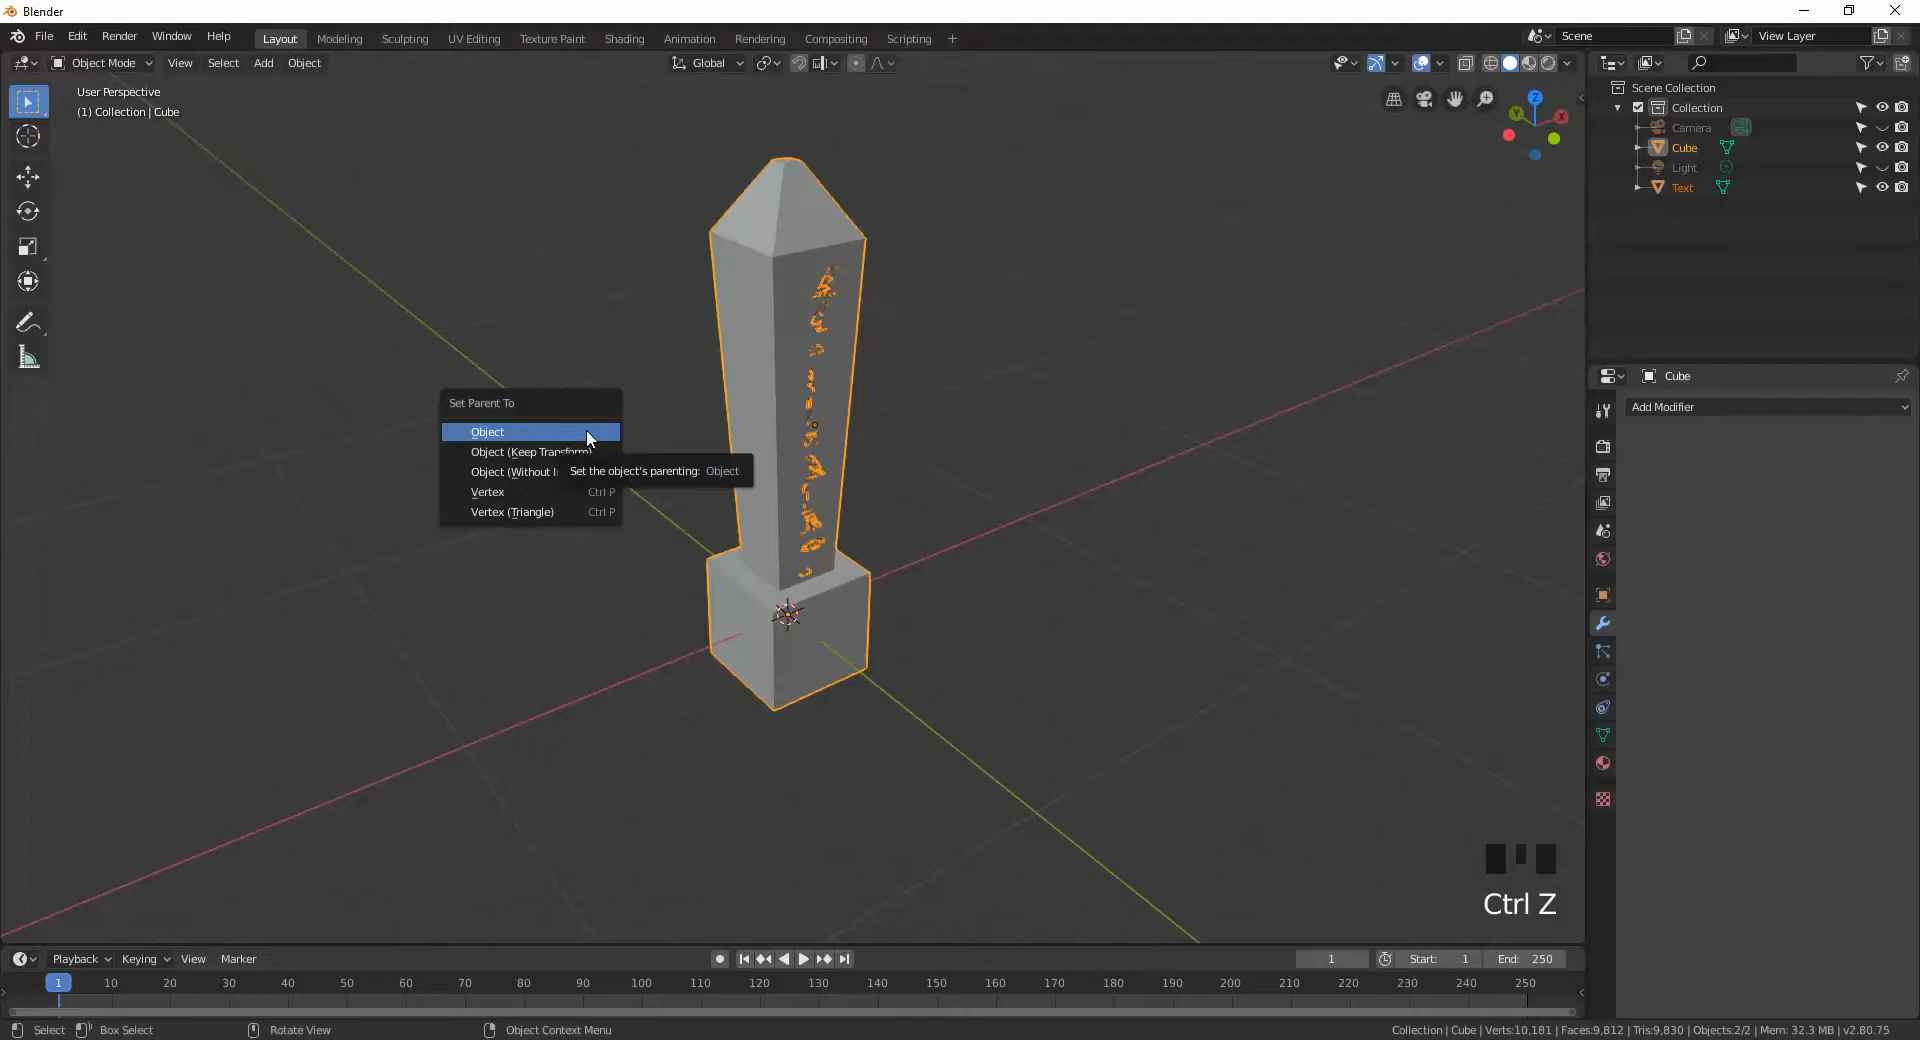 Blender
File Edit Render Window Help Layout Modeling Sculpting UV Editing Texture Paint Shading Animation Rendering Compositing Scripting + Scene View Layer
Object Mode View Select Add Object Global
User Perspective
(1) Collection | Cube
Z
Y
X
Scene Collection
Collection
Camera
Cube
Light
Text
Cube
Add Modifier
Set Parent To
Object
Object (Keep Transform)
Object (Without I
Set the object's parenting: Object
Vertex Ctrl P
Vertex (Triangle) Ctrl P
Ctrl Z
Playback Keying View Marker 1 Start: 1 End: 250
1 10 20 30 40 50 60 70 80 90 100 110 120 130 140 150 160 170 180 190 200 210 220 230 240 250
Select Box Select Rotate View Object Context Menu Collection | Cube | Verts:10,181 | Faces:9,812 | Tris:9,830 | Objects:2/2 | Mem: 32.3 MB | v2.80.75